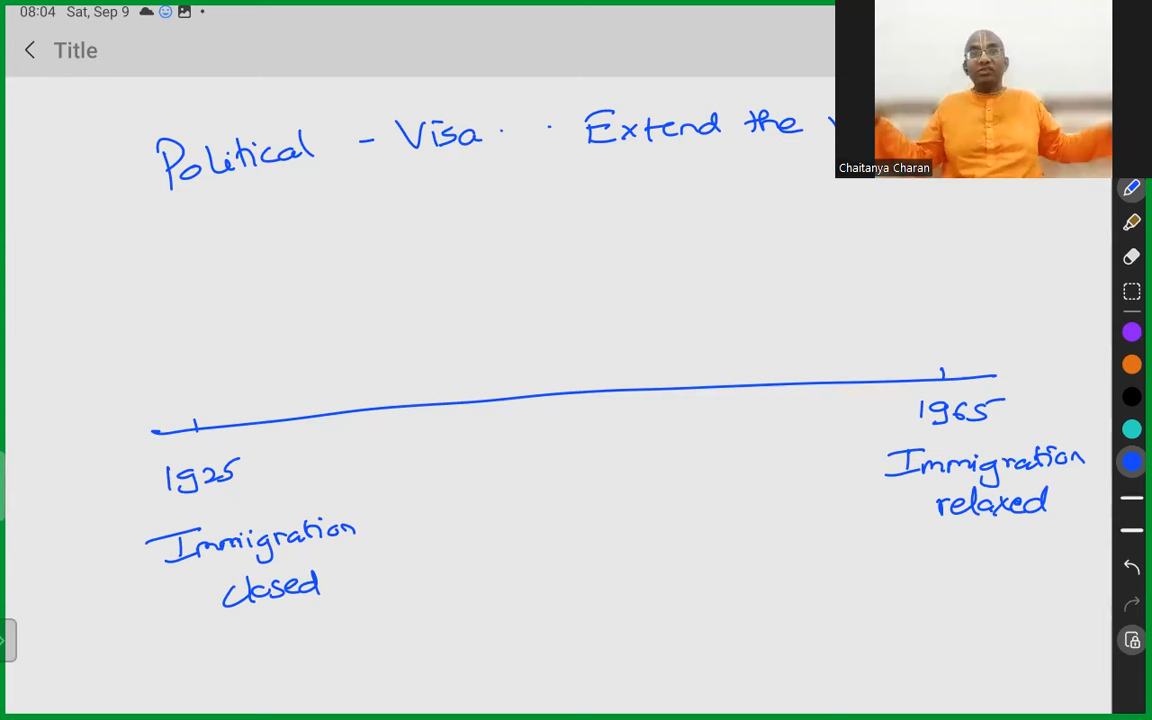 08:04 Sat, Sep 9
Title
Political - Visa . . Extend the
Chaitanya Charan
1925
1965
Immigration
relaxed
Immigration
closed